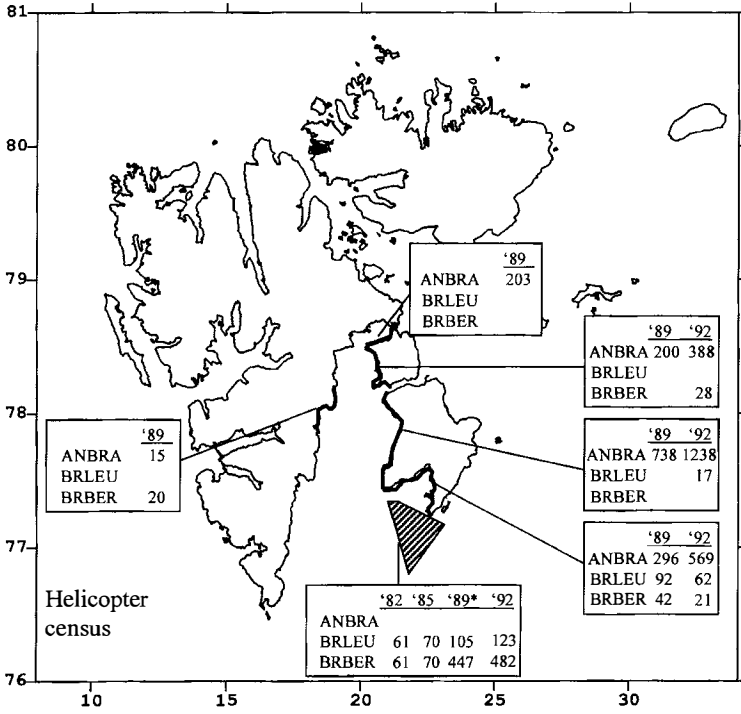 81
80
79
78
77
76
10 15 20 25 30
Helicopter
census
‘89
ANBRA 203
BRLEU
BRBER
‘89 ‘92
ANBRA 200 388
BRLEU
BRBER 28
‘89
ANBRA 15
BRLEU
BRBER 20
‘89 ‘92
ANBRA 738 1238
BRLEU 17
BRBER
‘89 ‘92
ANBRA 296 569
BRLEU 92 62
BRBER 42 21
‘82 ‘85 ‘89* ‘92
ANBRA
BRLEU 61 70 105 123
BRBER 61 70 447 482